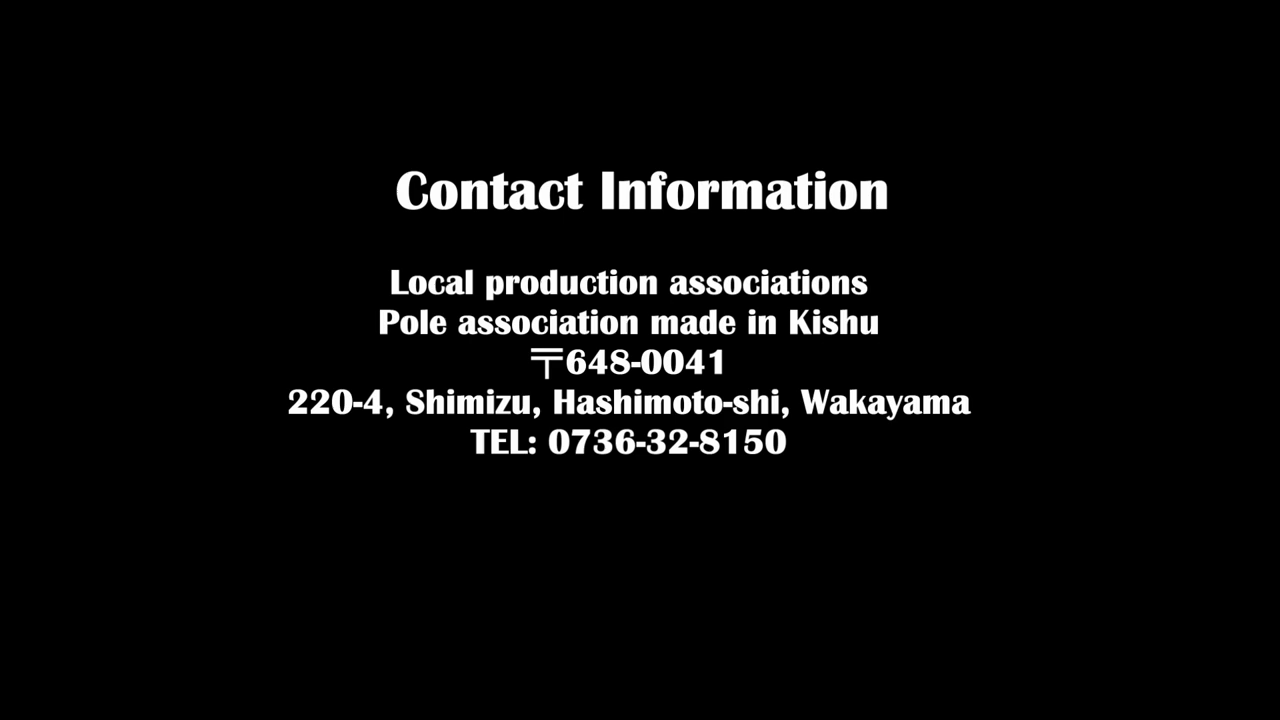 Contact Information
Local production associations
Pole association made in Kishu
〒648-0041
220-4, Shimizu, Hashimoto-shi, Wakayama
TEL: 0736-32-8150